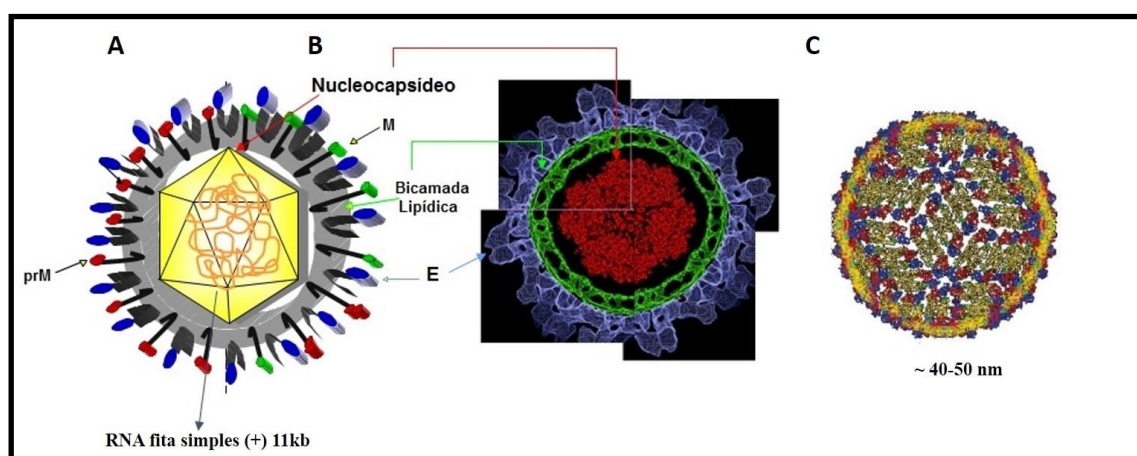 A
B
C
Nucleocapsídeo
M
Bicamada
Lipídica
prM
E
~ 40-50 nm
RNA fita simples (+) 11kb